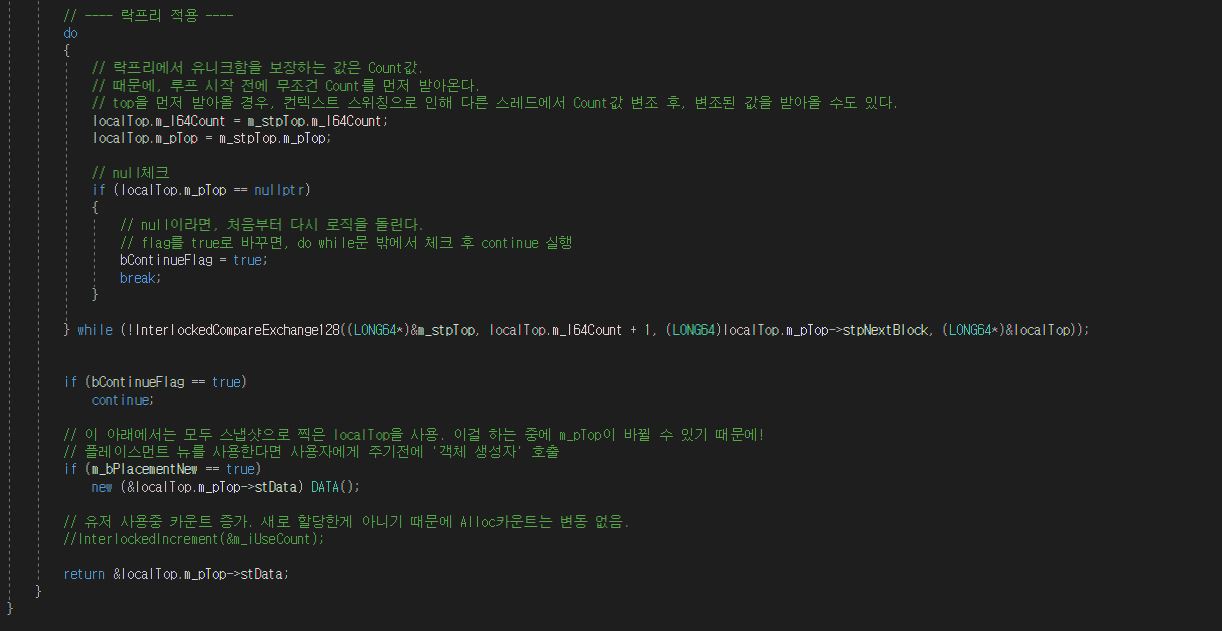 // ---- 락프리 적용 ----
do
{
// 락프리에서 유니크함을 보장하는 값은 Count값.
// 때문에, 루프 시작 전에 무조건 Count를 먼저 받아온다.
// top을 먼저 받아올 경우, 컨텍스트 스위칭으로 인해 다른 스레드에서 Count값 변조 후, 변조된 값을 받아올 수도 있다.
localTop.m_l64Count = m_stpTop.m_l64Count;
localTop.m_pTop = m_stpTop.m_pTop;
// null체크
if (localTop.m_pTop == nullptr)
{
// null이라면, 처음부터 다시 로직을 돌린다.
// flag를 true로 바꾸면, do while문 밖에서 체크 후 continue 실행
bContinueFlag = true;
break;
}
} while (!InterlockedCompareExchange128((LONG64*)&m_stpTop, localTop.m_l64Count + 1, (LONG64)localTop.m_pTop->stpNextBlock, (LONG64*)&localTop));
if (bContinueFlag == true)
continue;
// 이 아래에서는 모두 스냅샷으로 찍은 localTop을 사용. 이걸 하는 중에 m_pTop이 바뀔 수 있기 때문에!
// 플레이스먼트 뉴를 사용한다면 사용자에게 주기전에 '객체 생성자' 호출
if (m_bPlacementNew == true)
new (&localTop.m_pTop->stData) DATA();
// 유저 사용중 카운트 증가. 새로 할당한게 아니기 때문에 Alloc카운트는 변동 없음.
//InterlockedIncrement(&m_iUseCount);
return &localTop.m_pTop->stData;
}
}